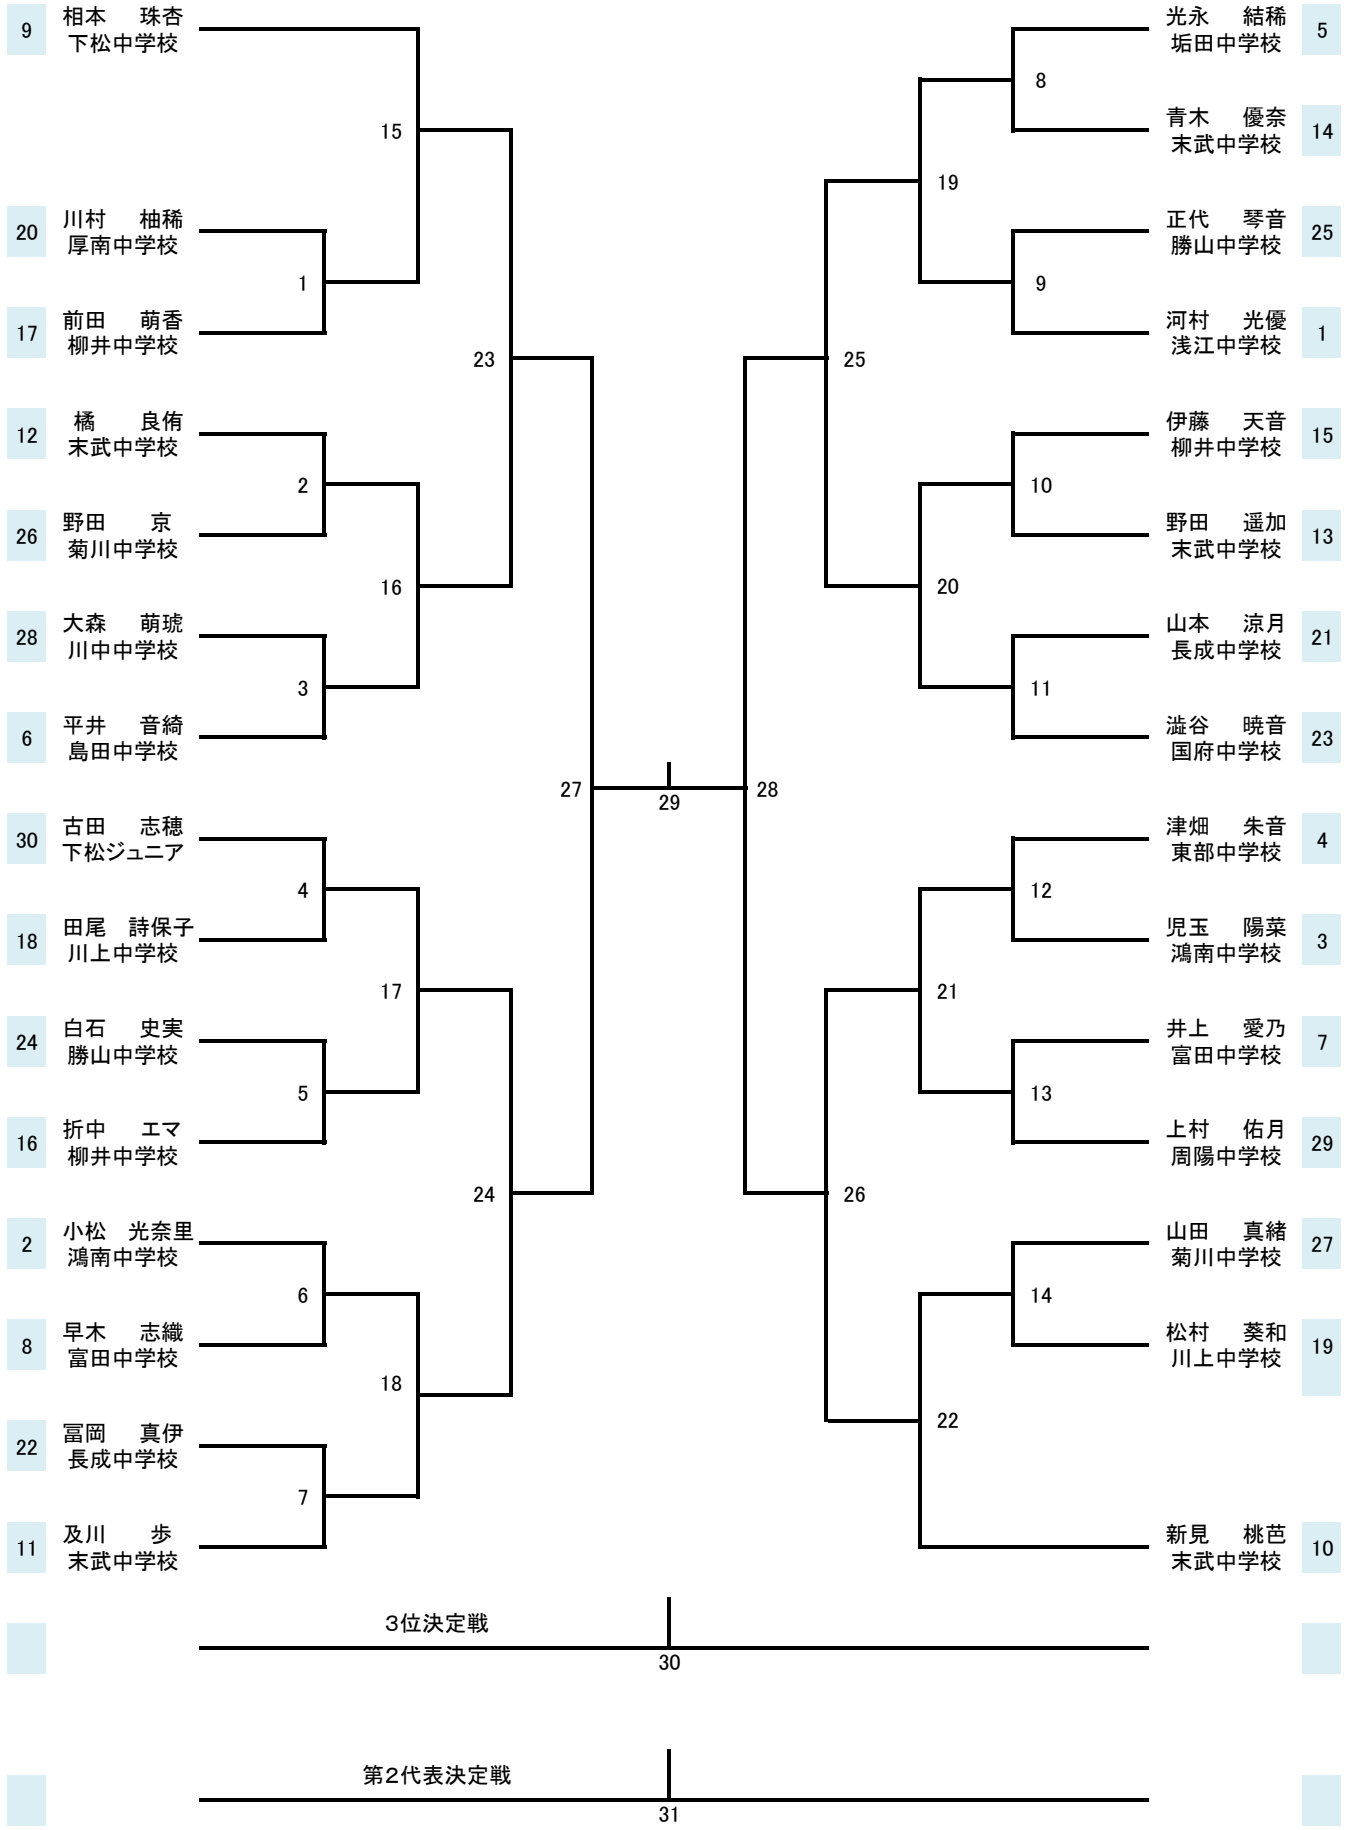 9
相本 珠杏
下松中学校
20
川村 柚稀
厚南中学校
17
前田 萌香
柳井中学校
12
橘 良侑
末武中学校
26
野田 京
菊川中学校
28
大森 萌琥
川中中学校
6
平井 音綺
島田中学校
30
古田 志穂
下松ジュニア
18
田尾 詩保子
川上中学校
24
白石 史実
勝山中学校
16
折中 エマ
柳井中学校
2
小松 光奈里
鴻南中学校
8
早木 志織
富田中学校
22
冨岡 真伊
長成中学校
11
及川 歩
末武中学校
1
2
3
4
5
6
7
15
16
17
18
23
24
27
29
28
25
26
19
20
21
22
8
9
10
11
12
13
14
光永 結稀
垢田中学校
5
青木 優奈
末武中学校
14
正代 琴音
勝山中学校
25
河村 光優
浅江中学校
1
伊藤 天音
柳井中学校
15
野田 遥加
末武中学校
13
山本 涼月
長成中学校
21
澁谷 暁音
国府中学校
23
津畑 朱音
東部中学校
4
児玉 陽菜
鴻南中学校
3
井上 愛乃
富田中学校
7
上村 佑月
周陽中学校
29
山田 真緒
菊川中学校
27
松村 葵和
川上中学校
19
新見 桃芭
末武中学校
10
３位決定戦
30
第２代表決定戦
31